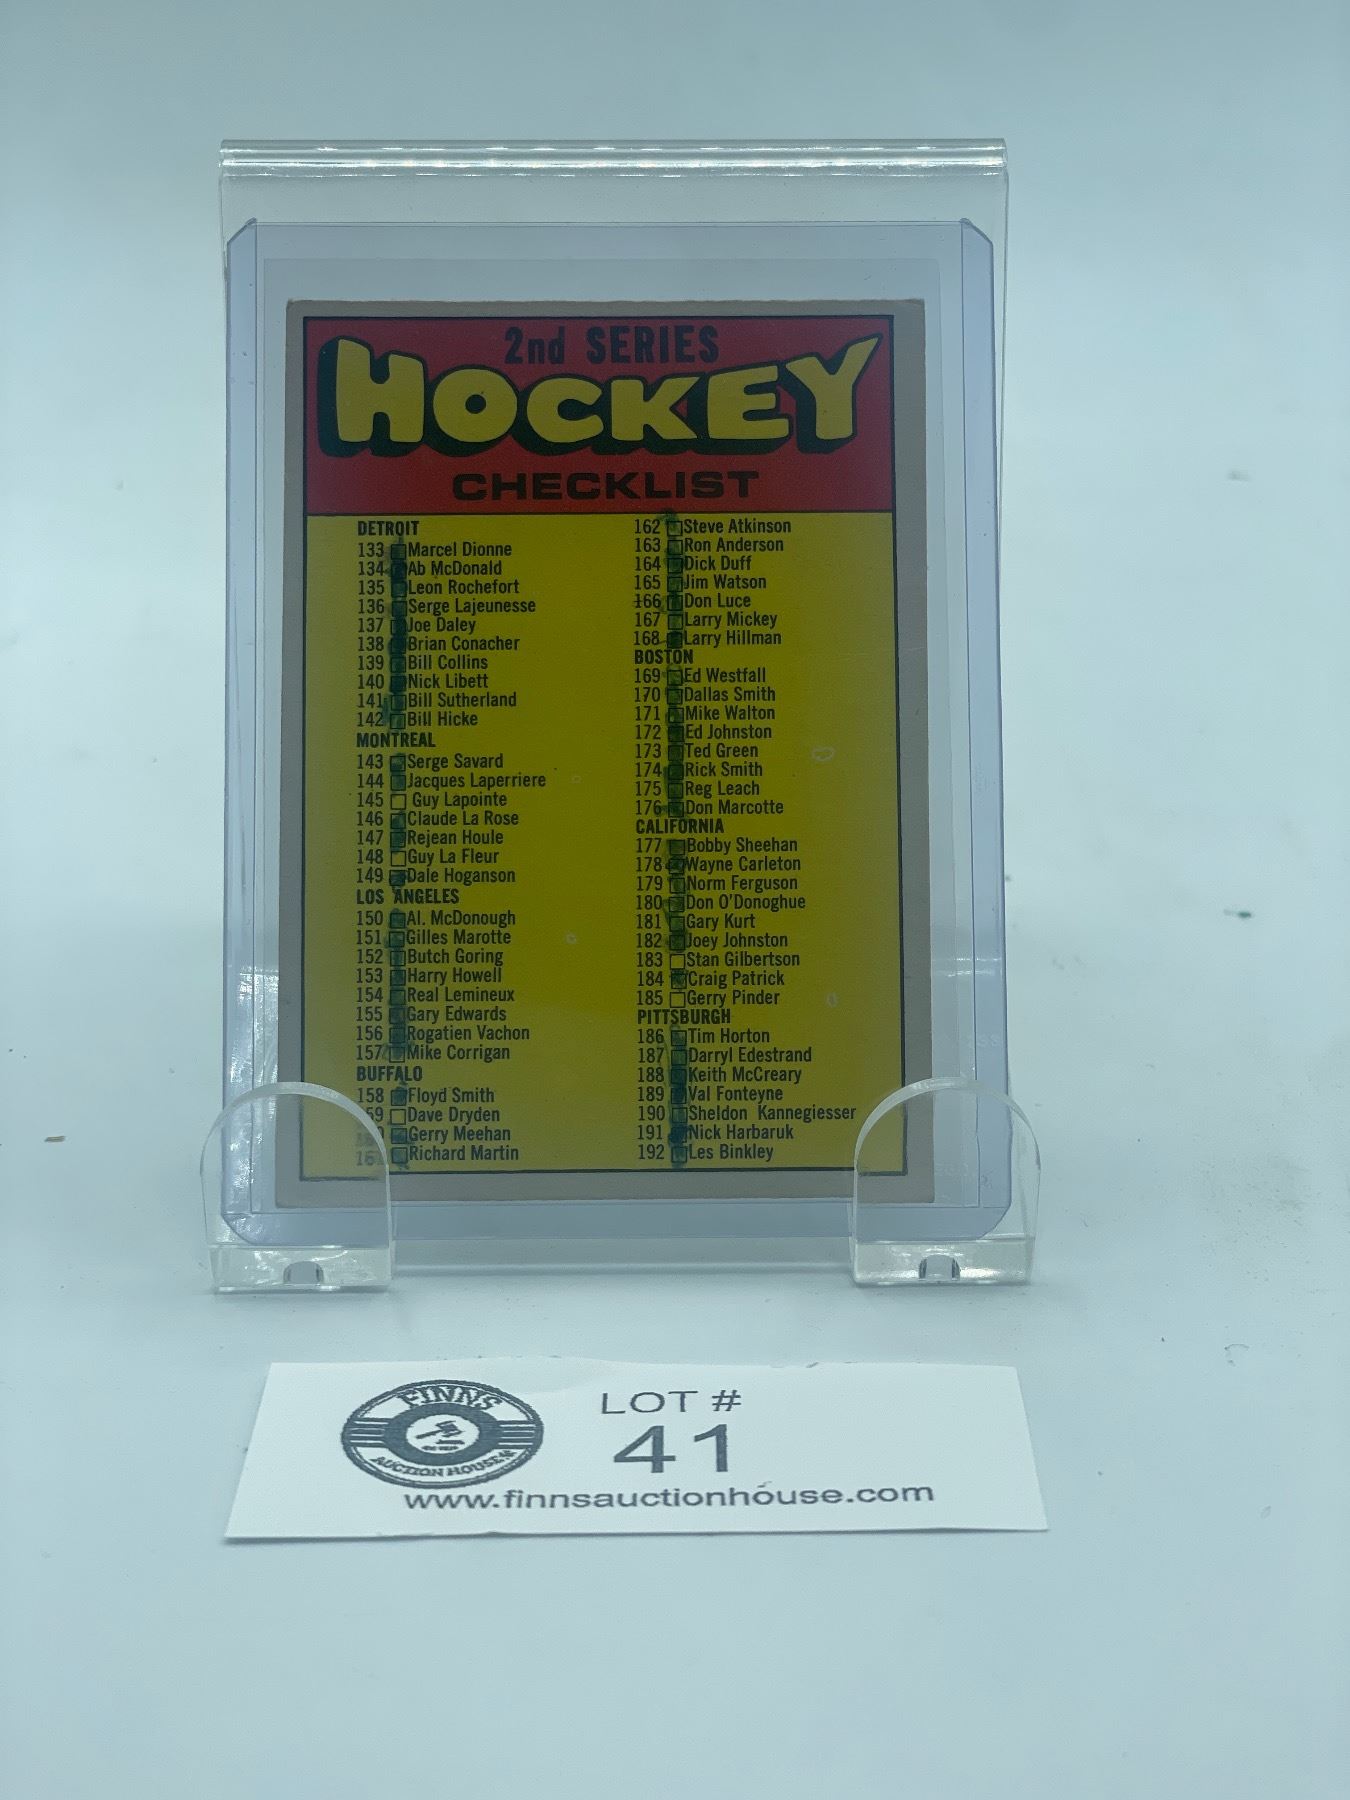 2nd SERIES
HOCKEY
CHECKLIST
DETROIT
133 Marcel Dionne
134 Ab McDonald
135 Leon Rochefort
136 Serge Lajeunesse
137 Joe Daley
138 Brian Conacher
139 Bill Collins
140 Nick Libett
141 Bill Sutherland
142 Bill Hicke
MONTREAL
143 Serge Savard
144 Jacques Laperriere
145 Guy Lapointe
146 Claude La Rose
147 Rejean Houle
148 Guy La Fleur
149 Dale Hoganson
LOS ANGELES
150 Al. McDonough
151 Gilles Marotte
152 Butch Goring
153 Harry Howell
154 Real Lemineux
155 Gary Edwards
156 Rogatien Vachon
157 Mike Corrigan
BUFFALO
158 Floyd Smith
59 Dave Dryden
Gerry Meehan
161 Richard Martin
162 Steve Atkinson
163 Ron Anderson
164 Dick Duff
165 Jim Watson
166 Don Luce
167 Larry Mickey
168 Larry Hillman
BOSTON
169 Ed Westfall
170 Dallas Smith
171 Mike Walton
172 Ed Johnston
173 Ted Green
174 Rick Smith
175 Reg Leach
176 Don Marcotte
CALIFORNIA
177 Bobby Sheehan
178 Wayne Carleton
179 Norm Ferguson
180 Don O'Donoghue
181 Gary Kurt
182 Joey Johnston
183 Stan Gilbertson
184 Craig Patrick
185 Gerry Pinder
PITTSBURGH
186 Tim Horton
187 Darryl Edestrand
188 Keith McCreary
189 Val Fonteyne
190 Sheldon Kannegiesser
191 Nick Harbaruk
192 Les Binkley
FINNS
AUCTION HOUSE
LOT #
41
www.finnsauctionhouse.com